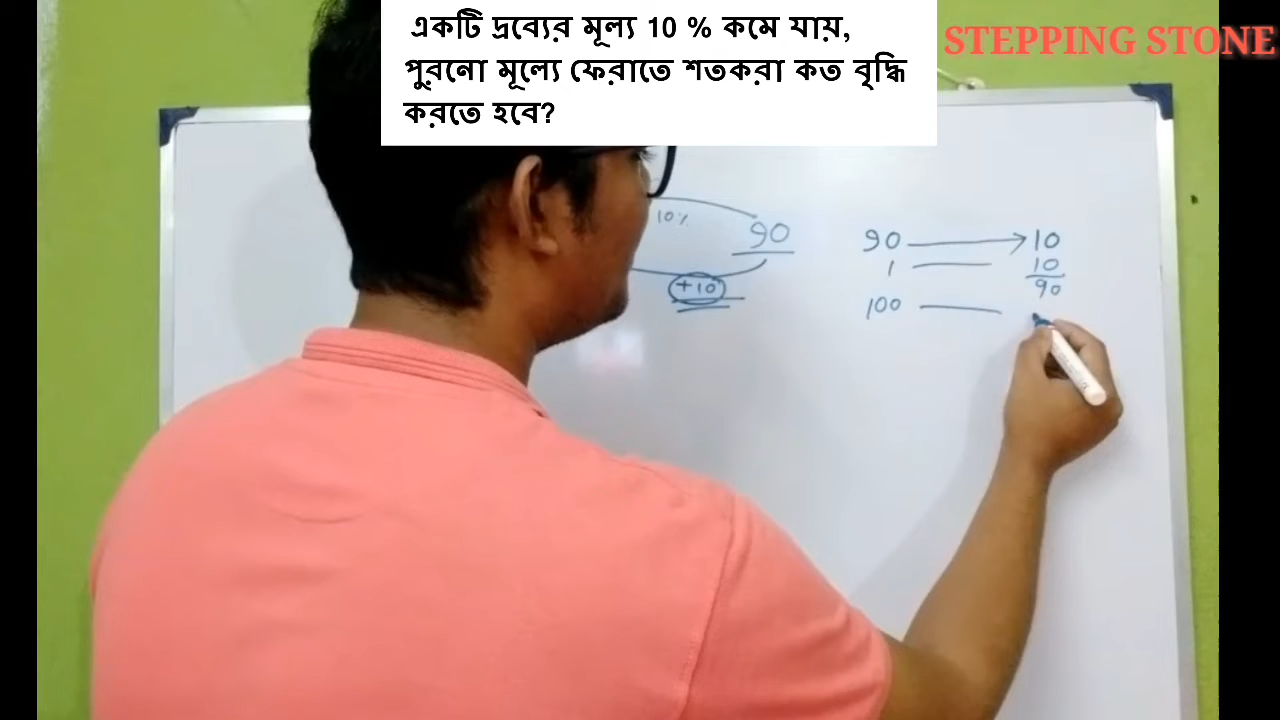 একটি দ্রব্যের মূল্য 10 % কমে যায়,
পুরনো মূল্যে ফেরাতে শতকরা কত বৃদ্ধি
করতে হবে?
STEPPING STONE
10%
90
+10
90 → 10
1 — 10/90
100 —